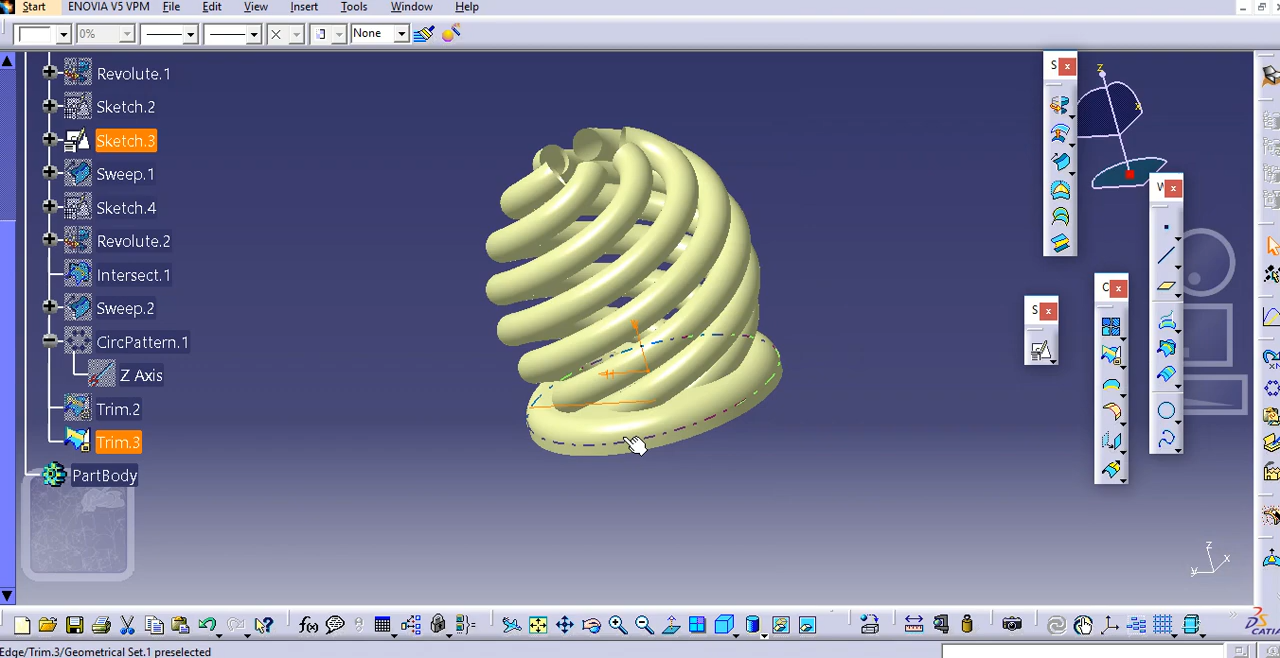 Start ENOVIA V5 VPM File Edit View Insert Tools Window Help
0% None
S x
Revolute.1
Sketch.2
Sketch.3
Sweep.1
Sketch.4
Revolute.2
Intersect.1
Sweep.2
CircPattern.1
Z Axis
Trim.2
Trim.3
PartBody
z
x
W x
C x
S x
z
x
y
f(x)
CATIA
Edge/Trim.3/Geometrical Set.1 preselected